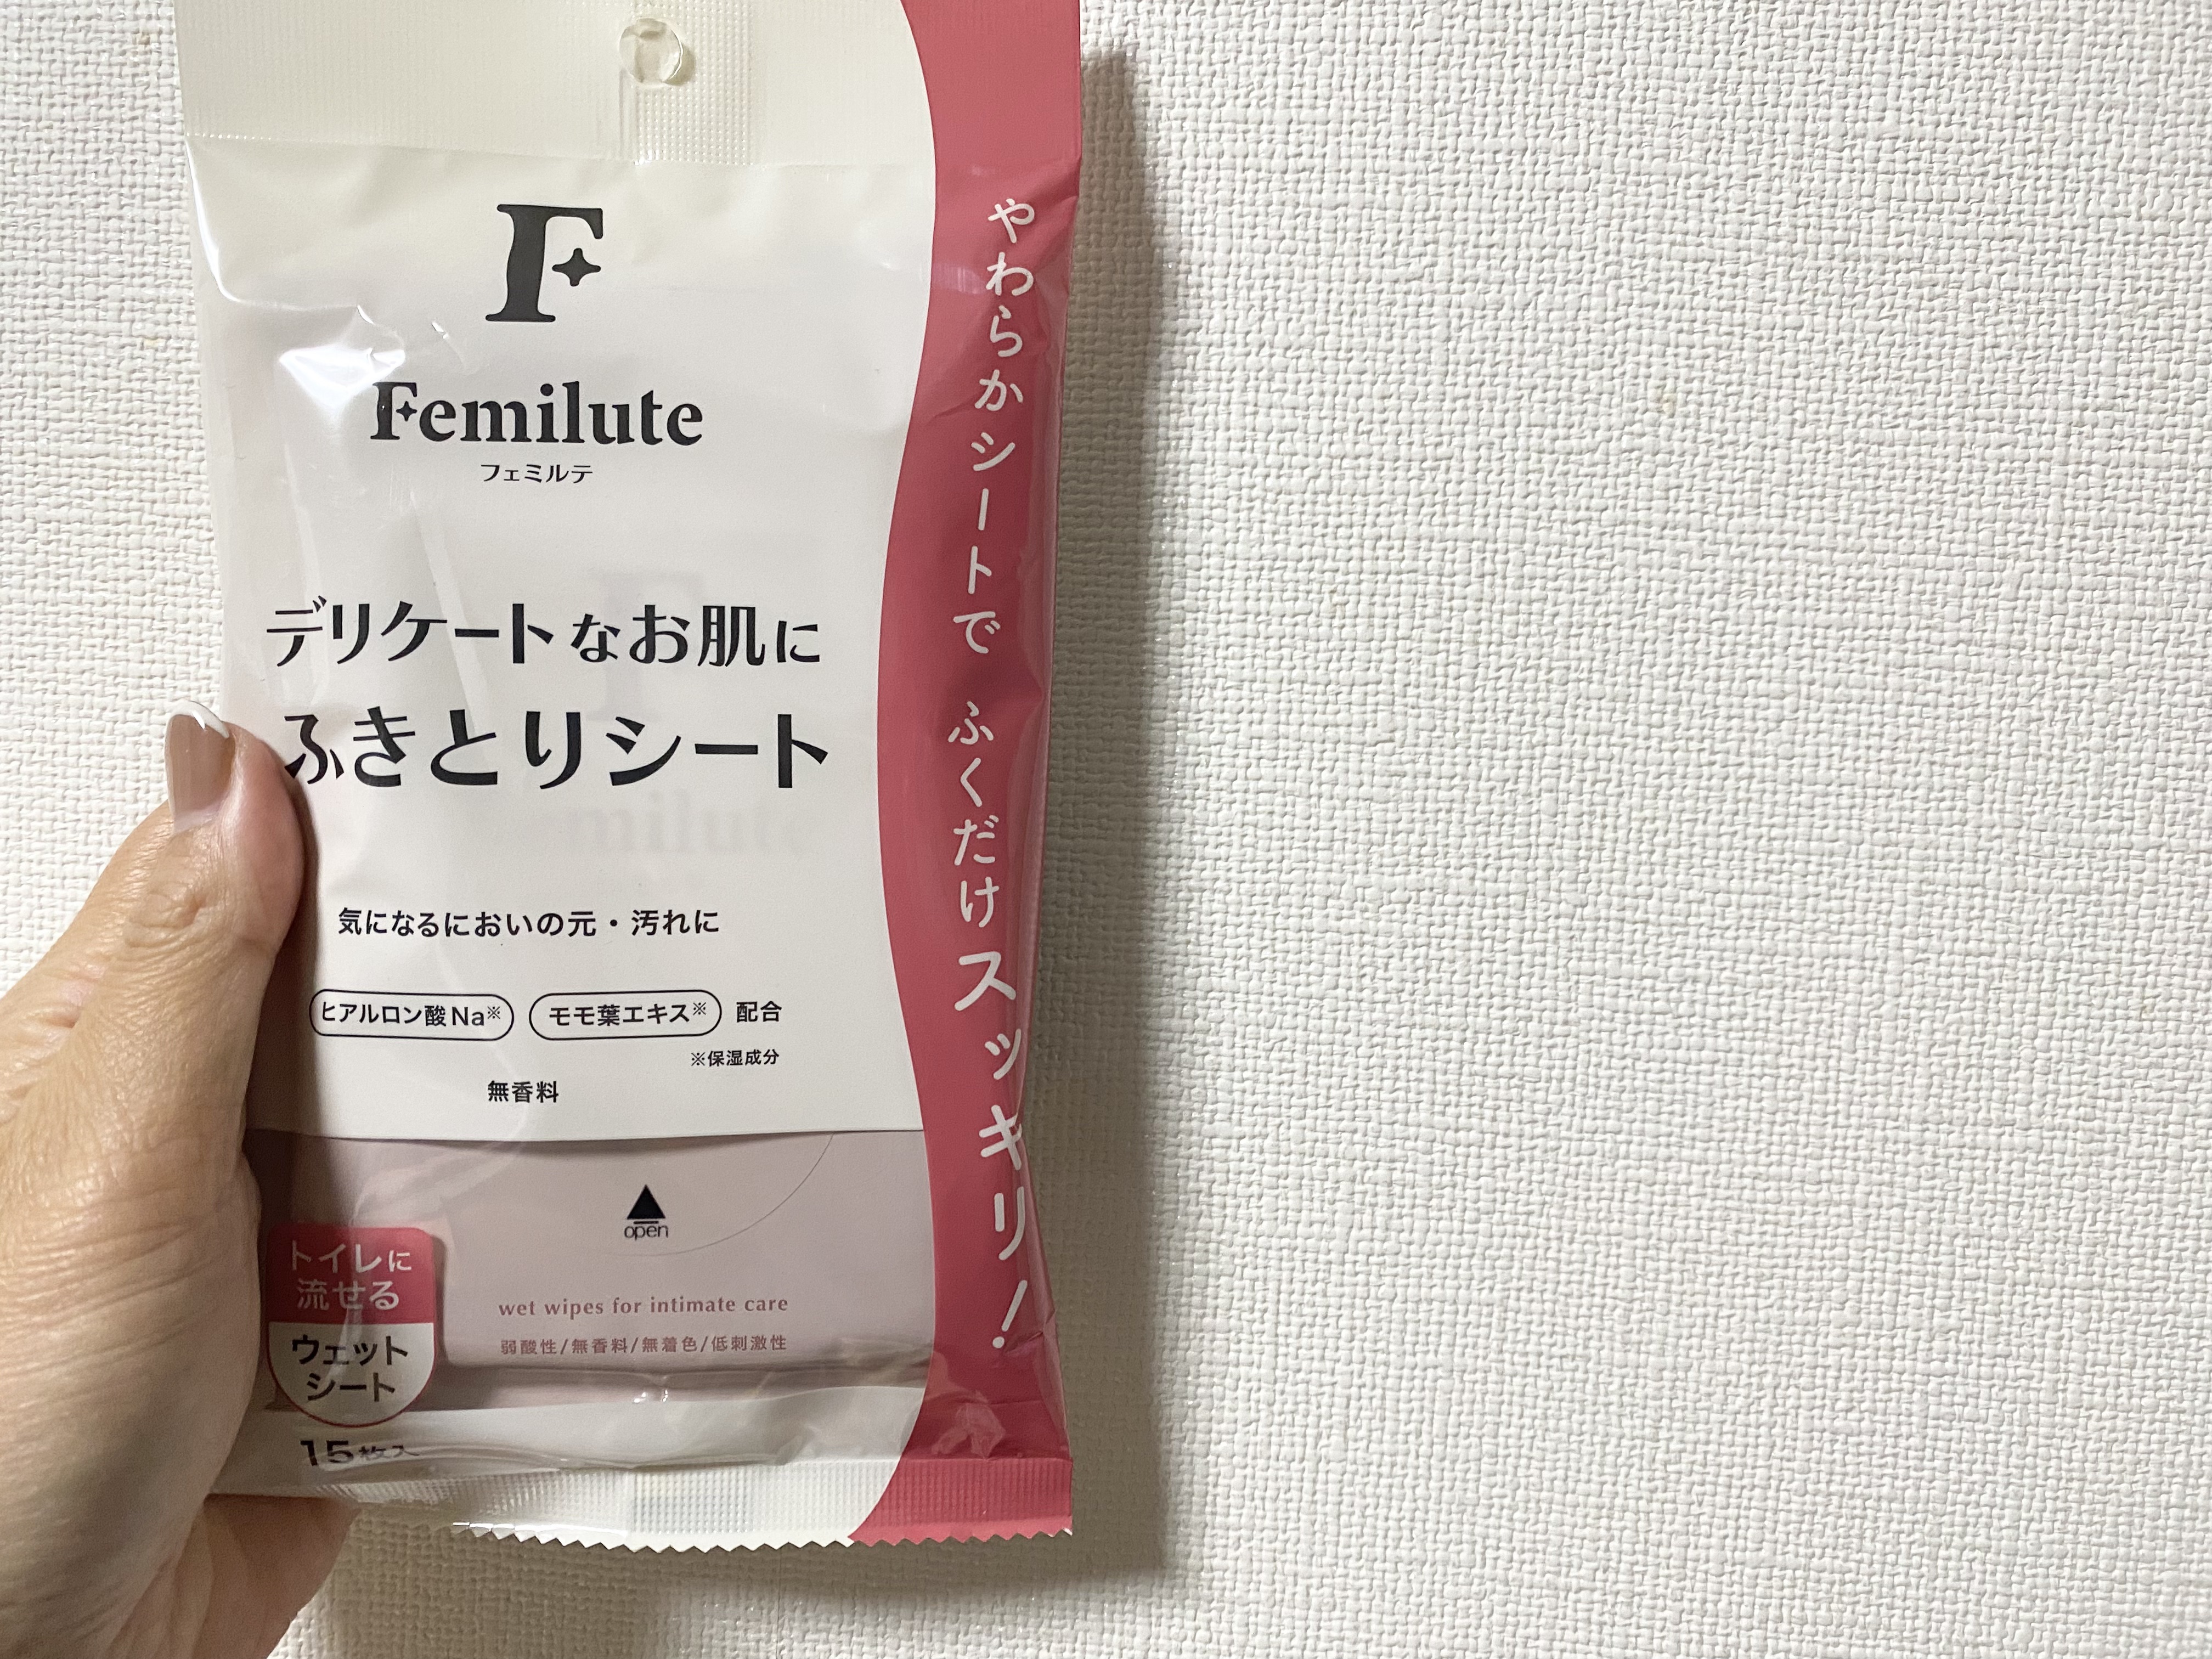 F
Femilute
フェミルテ
デリケートなお肌に
ふきとりシート
気になるにおいの元・汚れに
ヒアルロン酸Na※ モモ葉エキス※ 配合
※保湿成分
無香料
open
wet wipes for intimate care
弱酸性/無香料/無着色/低刺激性
トイレに
流せる
ウェット
シート
15枚入
やわらかシートで ふくだけスッキリ!